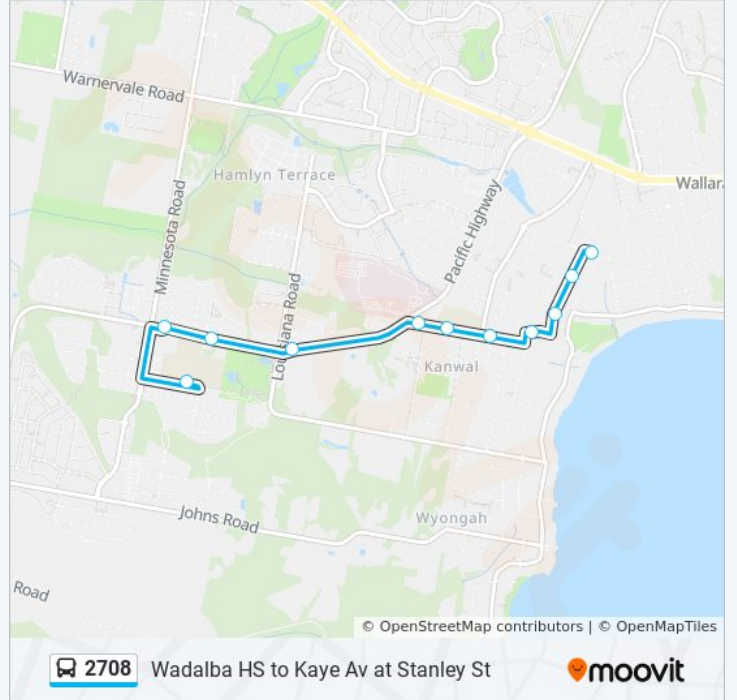 Warnervale Road
Hamlyn Terrace
Wallar
Minnesota Road
Pacific Highway
Louisiana Road
Kanwal
Johns Road
Wyongah
Road
© OpenStreetMap contributors | © OpenMapTiles
2708 Wadalba HS to Kaye Av at Stanley St moovit